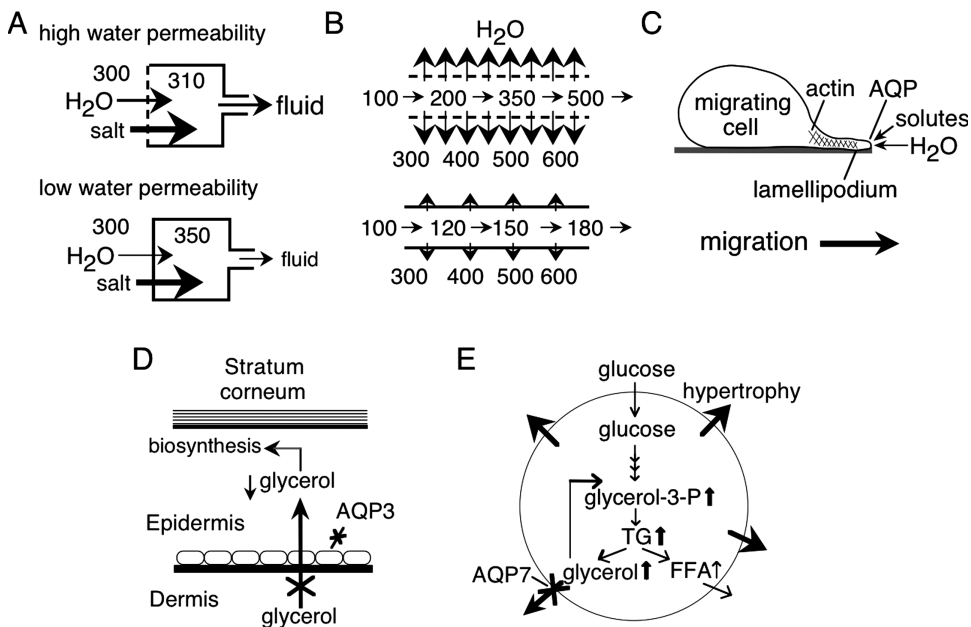 A
high water permeability
300
310
H₂O
fluid
salt
low water permeability
300
350
H₂O
fluid
salt
B
H₂O
100 → 200 → 350 → 500 →
300 400 500 600
100 → 120 → 150 → 180 →
300 400 500 600
C
actin
AQP
migrating
cell
solutes
H₂O
lamellipodium
migration
D
Stratum
corneum
biosynthesis
↓ glycerol
AQP3
Epidermis
Dermis
glycerol
E
glucose
hypertrophy
glucose
glycerol-3-P⬆
TG⬆
AQP7
glycerol⬆
FFA↑